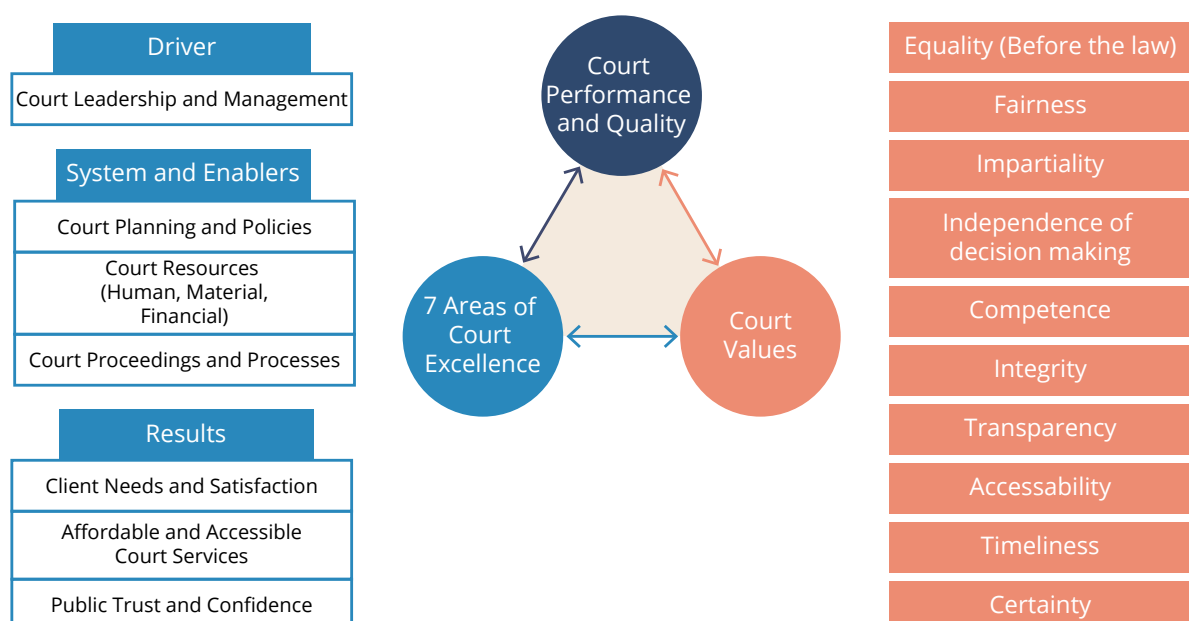 Driver
Court Leadership and Management
System and Enablers
Court Planning and Policies
Court Resources
(Human, Material,
Financial)
Court Proceedings and Processes
Results
Client Needs and Satisfaction
Affordable and Accessible
Court Services
Public Trust and Confidence
Court
Performance
and Quality
7 Areas of
Court
Excellence
Court
Values
Equality (Before the law)
Fairness
Impartiality
Independence of
decision making
Competence
Integrity
Transparency
Accessability
Timeliness
Certainty